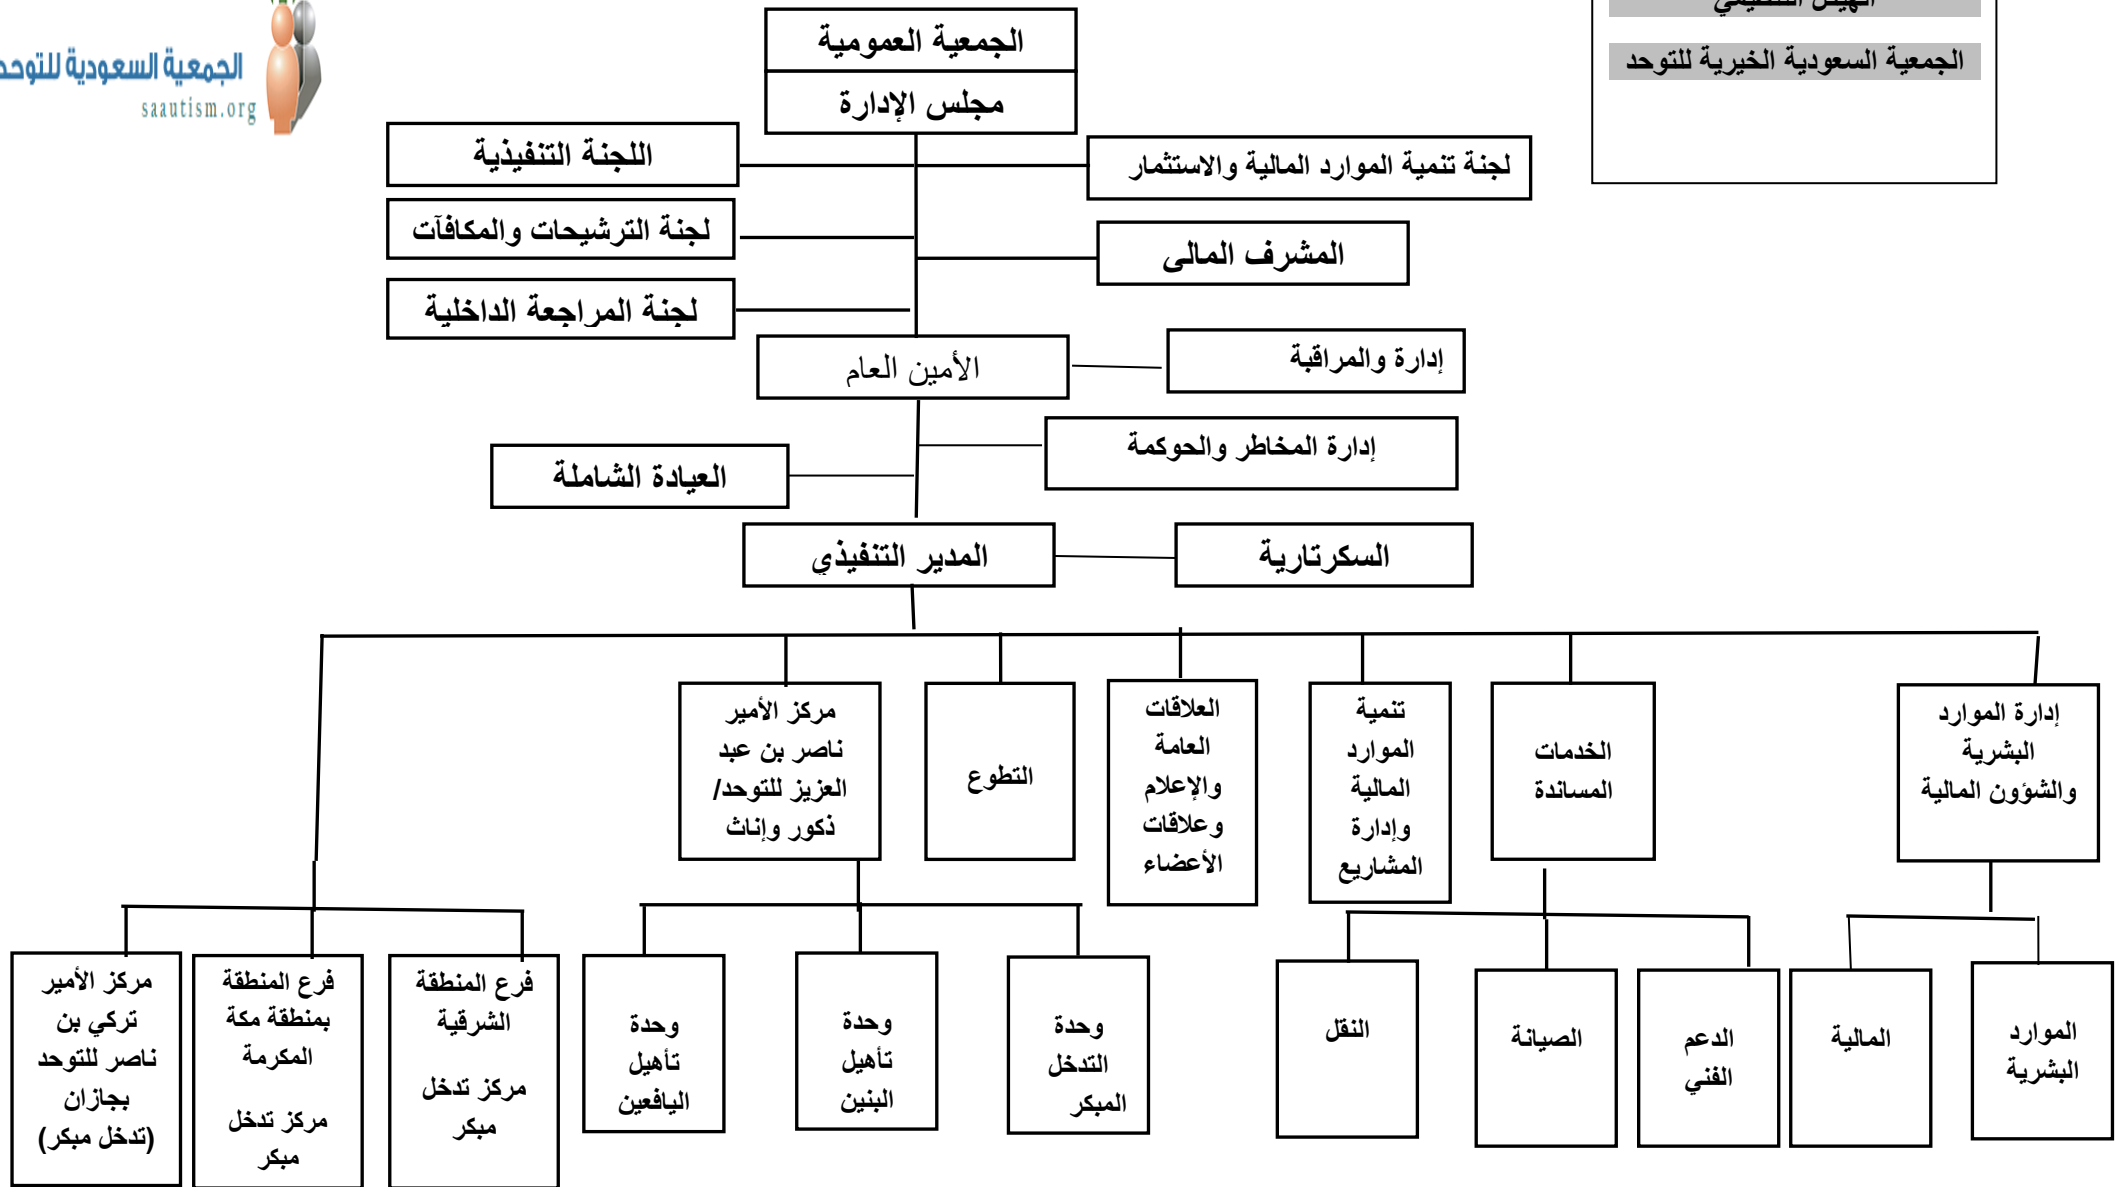 الهيكل التنظيمي
الجمعية السعودية الخيرية للتوحد
الجمعية السعودية للتوحد
saautism.org
الجمعية العمومية
مجلس الإدارة
لجنة تنمية الموارد المالية والاستثمار
اللجنة التنفيذية
المشرف المالى
لجنة الترشيحات والمكافآت
لجنة المراجعة الداخلية
إدارة والمراقبة
الأمين العام
إدارة المخاطر والحوكمة
العيادة الشاملة
السكرتارية
المدير التنفيذي
إدارة الموارد
البشرية
والشؤون المالية
الخدمات
المساندة
تنمية
الموارد
المالية
وإدارة
المشاريع
العلاقات
العامة
والإعلام
وعلاقات
الأعضاء
التطوع
مركز الأمير
ناصر بن عبد
العزيز للتوحد/
ذكور وإناث
الموارد
البشرية
المالية
الدعم
الفني
الصيانة
النقل
وحدة
التدخل
المبكر
وحدة
تأهيل
البنين
وحدة
تأهيل
اليافعين
فرع المنطقة
الشرقية
مركز تدخل
مبكر
فرع المنطقة
بمنطقة مكة
المكرمة
مركز تدخل
مبكر
مركز الأمير
تركي بن
ناصر للتوحد
بجازان
(تدخل مبكر)